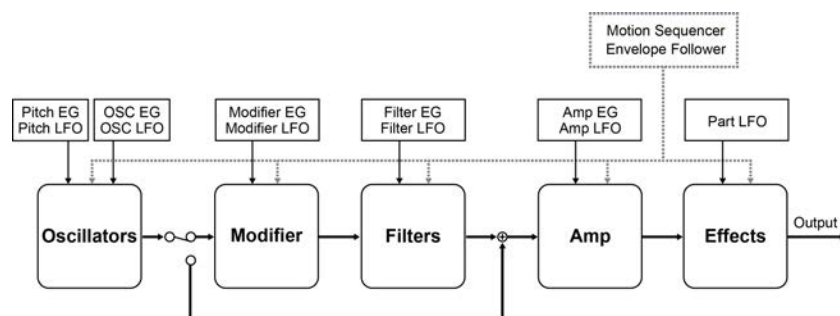 Motion Sequencer
Envelope Follower
Pitch EG
Pitch LFO
OSC EG
OSC LFO
Modifier EG
Modifier LFO
Filter EG
Filter LFO
Amp EG
Amp LFO
Part LFO
Oscillators
Modifier
Filters
Amp
Effects
Output